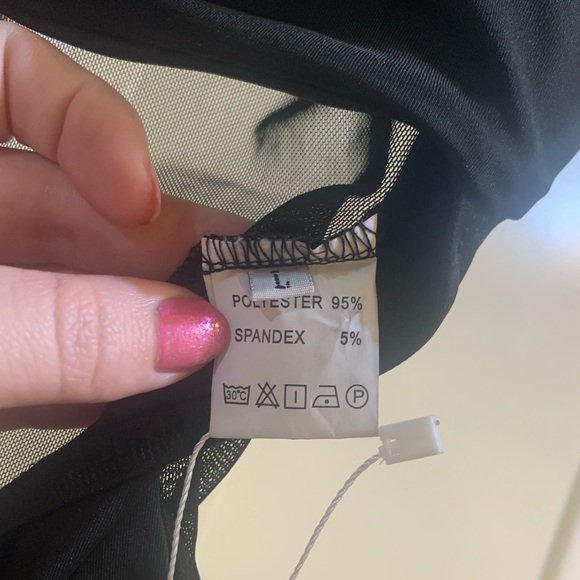 L
POLYESTER 95%
SPANDEX 5%
30°C P